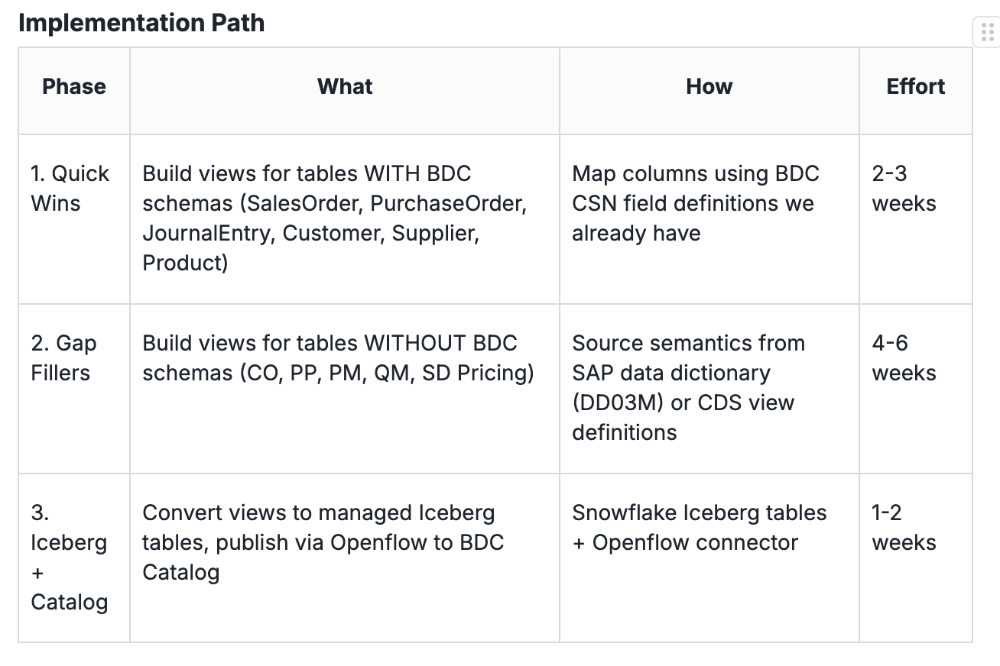 Implementation Path
Phase
What
How
Effort
1. Quick
Wins
Build views for tables WITH BDC
schemas (SalesOrder, PurchaseOrder,
JournalEntry, Customer, Supplier,
Product)
Map columns using BDC
CSN field definitions we
already have
2-3
weeks
2. Gap
Fillers
Build views for tables WITHOUT BDC
schemas (CO, PP, PM, QM, SD Pricing)
Source semantics from
SAP data dictionary
(DD03M) or CDS view
definitions
4-6
weeks
3.
Iceberg
+
Catalog
Convert views to managed Iceberg
tables, publish via Openflow to BDC
Catalog
Snowflake Iceberg tables
+ Openflow connector
1-2
weeks